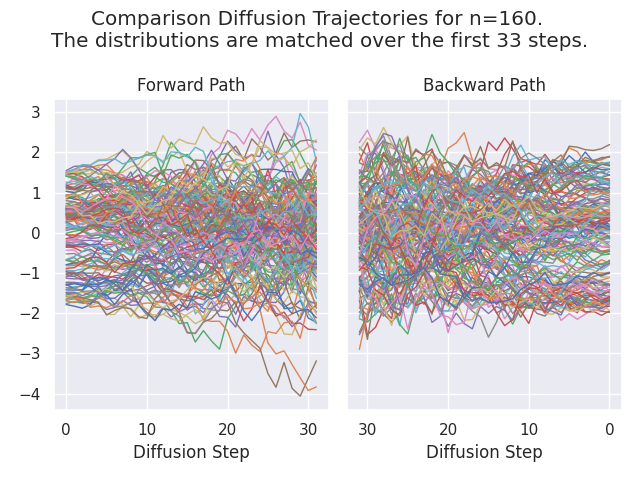 Comparison Diffusion Trajectories for n=160.
The distributions are matched over the first 33 steps.
Forward Path
Backward Path
3
2
1
0
−1
−2
−3
−4
0 10 20 30
30 20 10 0
Diffusion Step
Diffusion Step